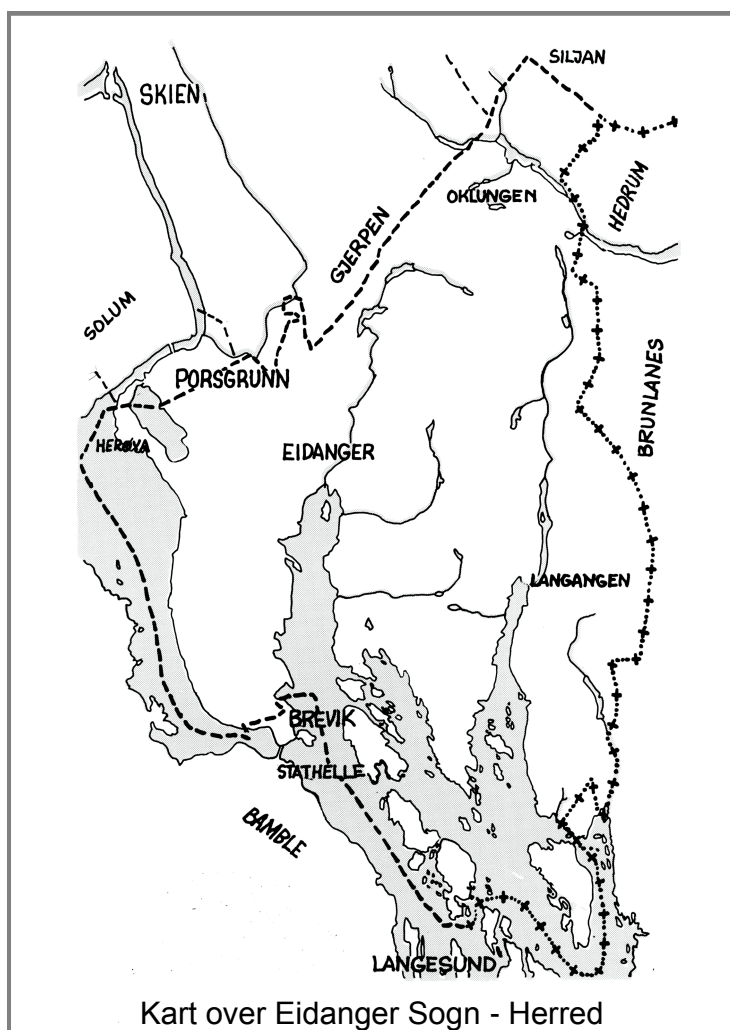 SILJAN
SKIEN
OKLUNGEN
HEDRUM
GJERPEN
SOLUM
PORSGRUNN
BRUNLANES
HERØYA
EIDANGER
LANGANGEN
BREVIK
STATHELLE
BAMBLE
LANGESUND
Kart over Eidanger Sogn - Herred